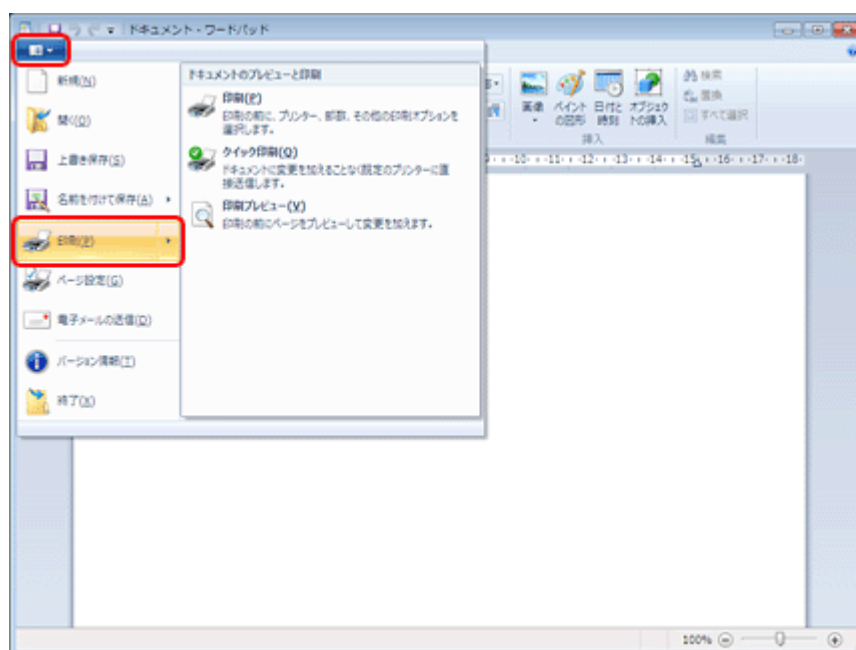 ドキュメント - ワードパッド
新規(N)
開く(O)
上書き保存(S)
名前を付けて保存(A)
印刷(P)
ページ設定(G)
電子メールの送信(D)
バージョン情報(T)
終了(X)
ドキュメントのプレビューと印刷
印刷(P)
印刷の前に、プリンター、部数、その他の印刷オプションを
選択します。
クイック印刷(Q)
ドキュメントに変更を加えることなく既定のプリンターに直
接送信します。
印刷プレビュー(V)
印刷の前にページをプレビューして変更を加えます。
画像
ペイント
の図形
日付と
時刻
オブジェク
トの挿入
挿入
検索
置換
すべて選択
編集
10 11 12 13 14 15 16 17 18
100%